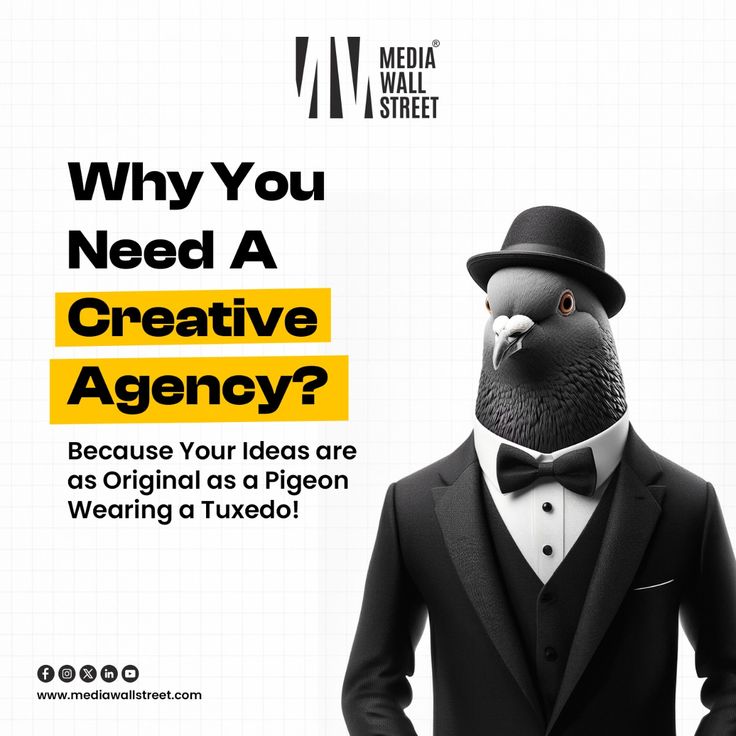 MEDIA®
WALL
STREET
Why You
Need A
Creative
Agency?
Because Your Ideas are
as Original as a Pigeon
Wearing a Tuxedo!
www.mediawallstreet.com